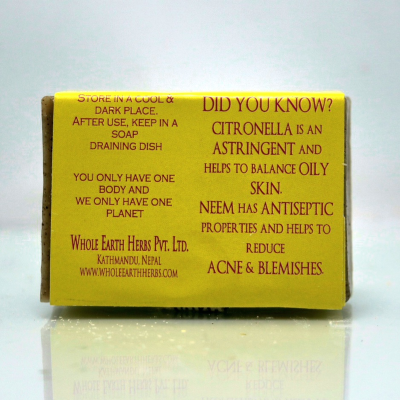 STORE IN A COOL &
DARK PLACE.
AFTER USE, KEEP IN A
SOAP
DRAINING DISH
YOU ONLY HAVE ONE
BODY AND
WE ONLY HAVE ONE
PLANET
WHOLE EARTH HERBS PVT. LTD.
KATHMANDU, NEPAL
WWW.WHOLEEARTHHERBS.COM
DID YOU KNOW?
CITRONELLA IS AN
ASTRINGENT AND
HELPS TO BALANCE OILY
SKIN.
NEEM HAS ANTISEPTIC
PROPERTIES AND HELPS TO
REDUCE
ACNE & BLEMISHES.